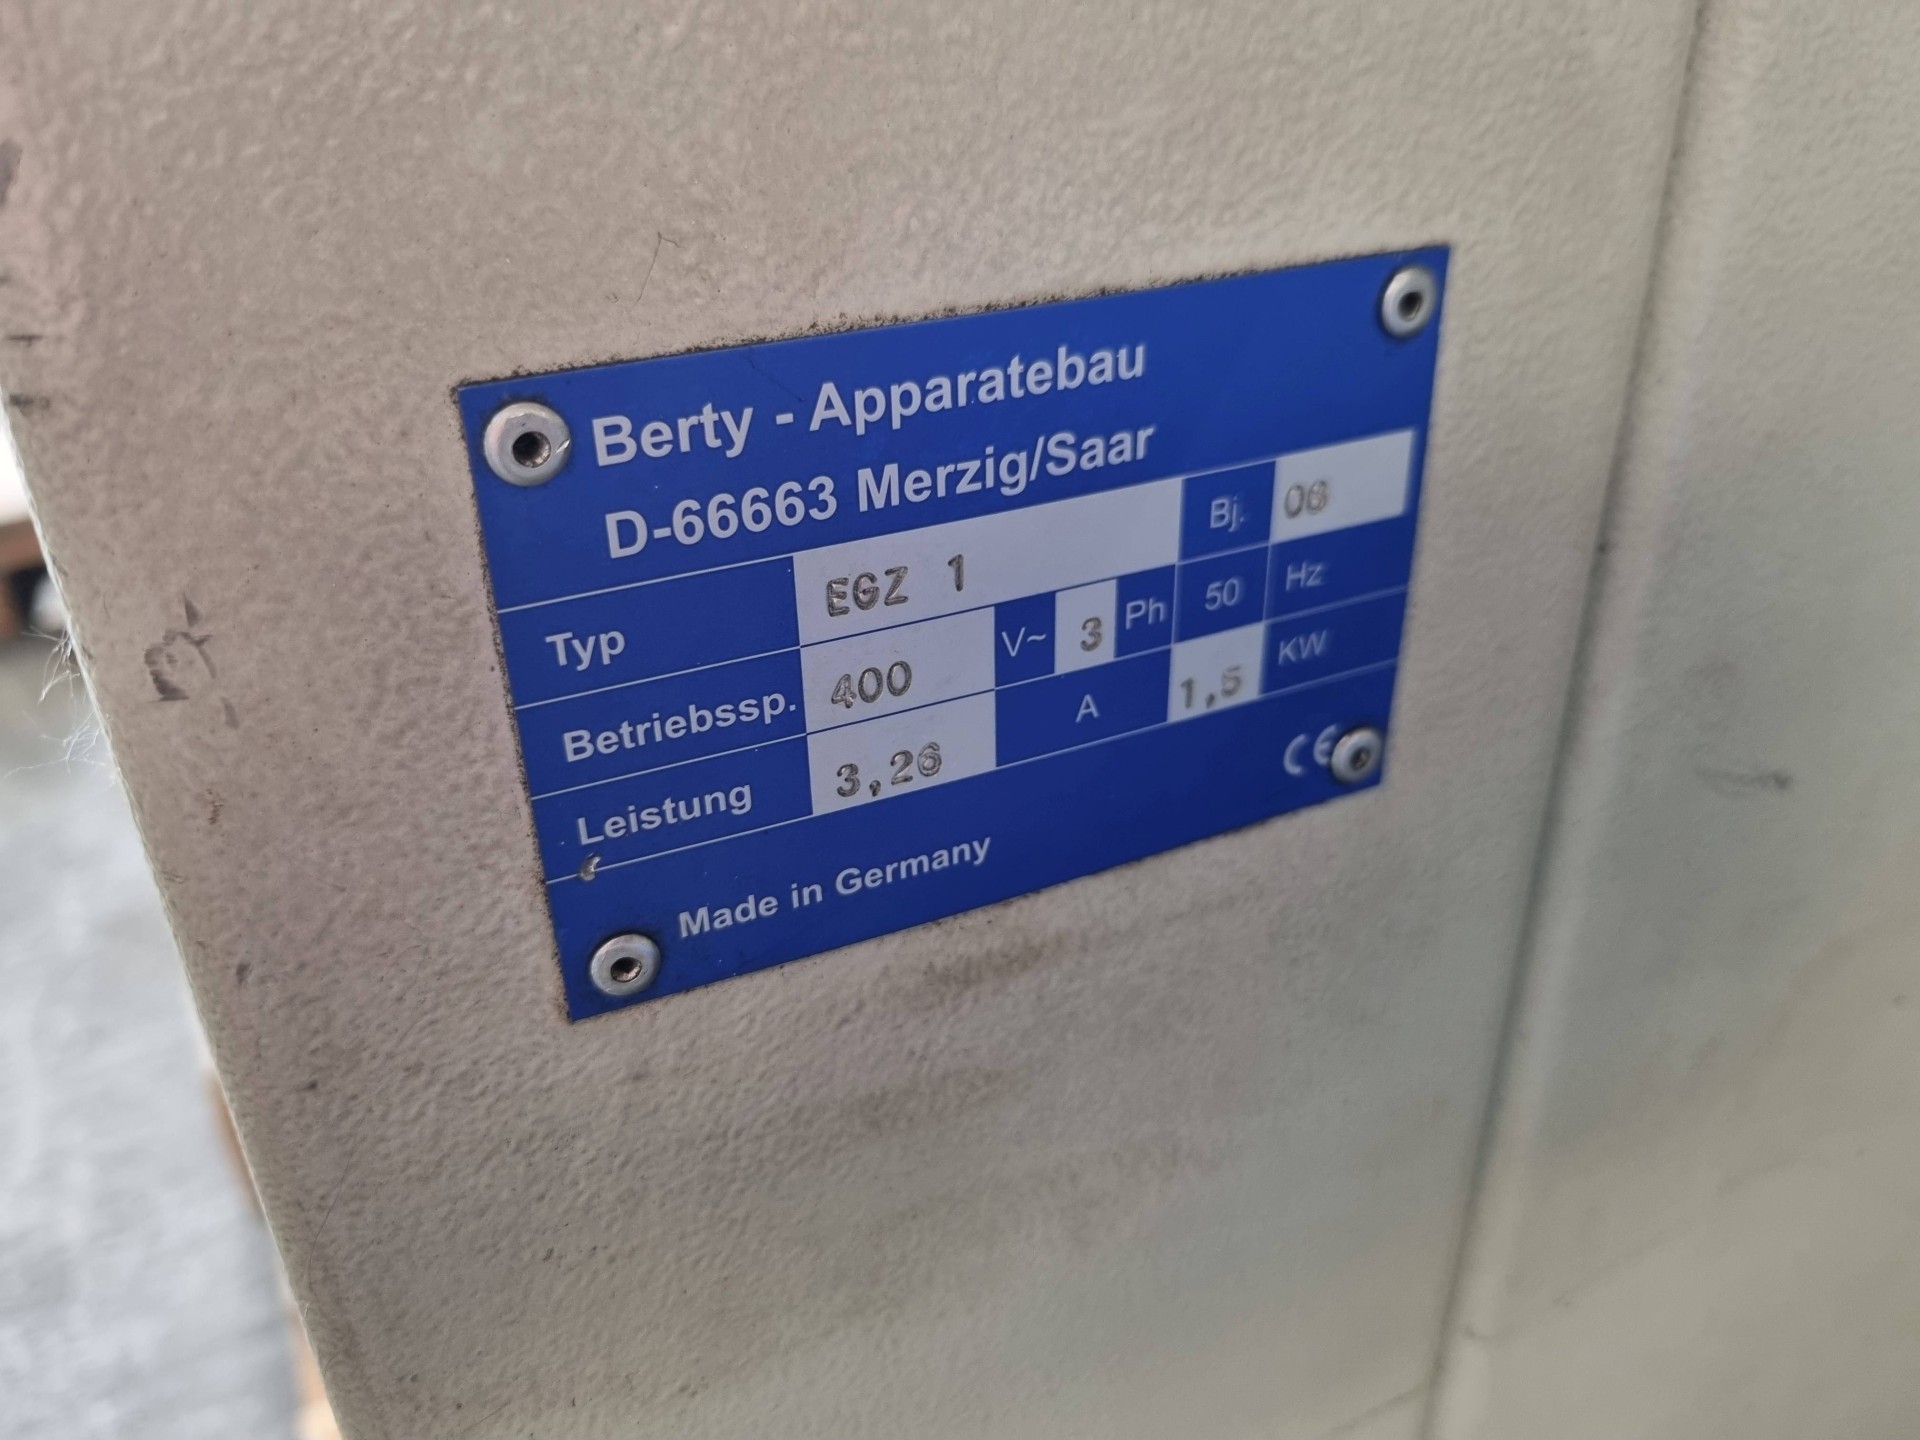 Berty - Apparatebau
D-66663 Merzig/Saar
Typ EGZ 1 Bj. 06
Betriebssp. 400 V~ 3 Ph 50 Hz
Leistung 3,26 A 1,5 KW
Made in Germany CE